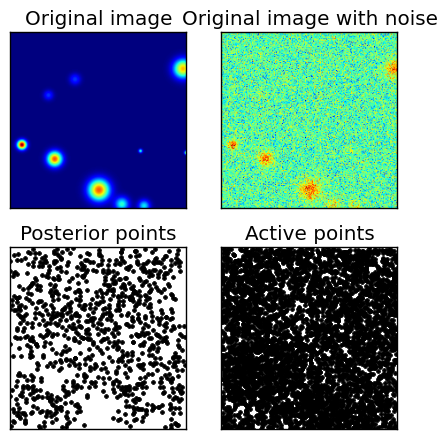 Original image
Original image with noise
Posterior points
Active points